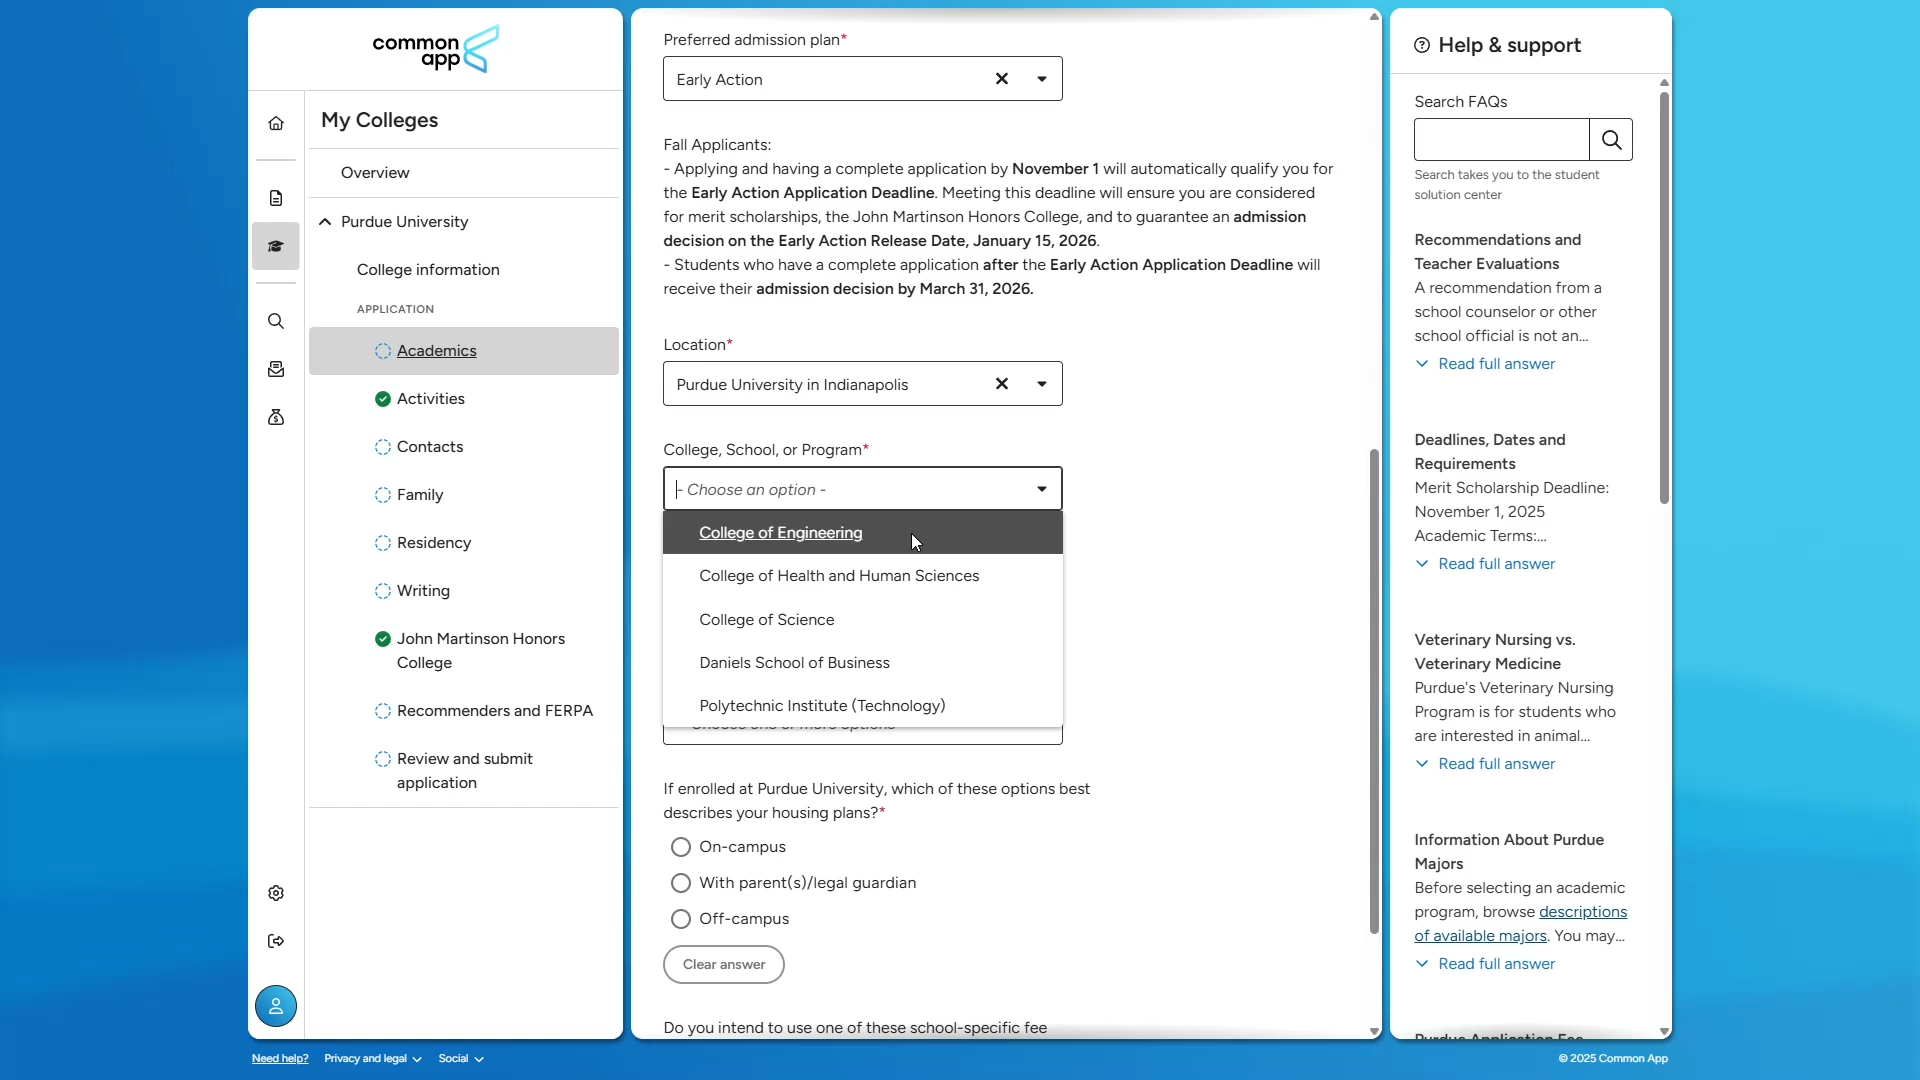 common
app
My Colleges
Overview
Purdue University
College information
APPLICATION
Academics
Activities
Contacts
Family
Residency
Writing
John Martinson Honors
College
Recommenders and FERPA
Review and submit
application
Preferred admission plan*
Early Action
Fall Applicants:
- Applying and having a complete application by November 1 will automatically qualify you for
the Early Action Application Deadline. Meeting this deadline will ensure you are considered
for merit scholarships, the John Martinson Honors College, and to guarantee an admission
decision on the Early Action Release Date, January 15, 2026.
- Students who have a complete application after the Early Action Application Deadline will
receive their admission decision by March 31, 2026.
Location*
Purdue University in Indianapolis
College, School, or Program*
- Choose an option -
College of Engineering
College of Health and Human Sciences
College of Science
Daniels School of Business
Polytechnic Institute (Technology)
- Choose one or more options -
If enrolled at Purdue University, which of these options best
describes your housing plans?*
On-campus
With parent(s)/legal guardian
Off-campus
Clear answer
Do you intend to use one of these school-specific fee
Help & support
Search FAQs
Search takes you to the student
solution center
Recommendations and
Teacher Evaluations
A recommendation from a
school counselor or other
school official is not an...
Read full answer
Deadlines, Dates and
Requirements
Merit Scholarship Deadline:
November 1, 2025
Academic Terms:...
Read full answer
Veterinary Nursing vs.
Veterinary Medicine
Purdue's Veterinary Nursing
Program is for students who
are interested in animal...
Read full answer
Information About Purdue
Majors
Before selecting an academic
program, browse descriptions
of available majors. You may...
Read full answer
Purdue Application Fee
Need help?
Privacy and legal
Social
© 2025 Common App